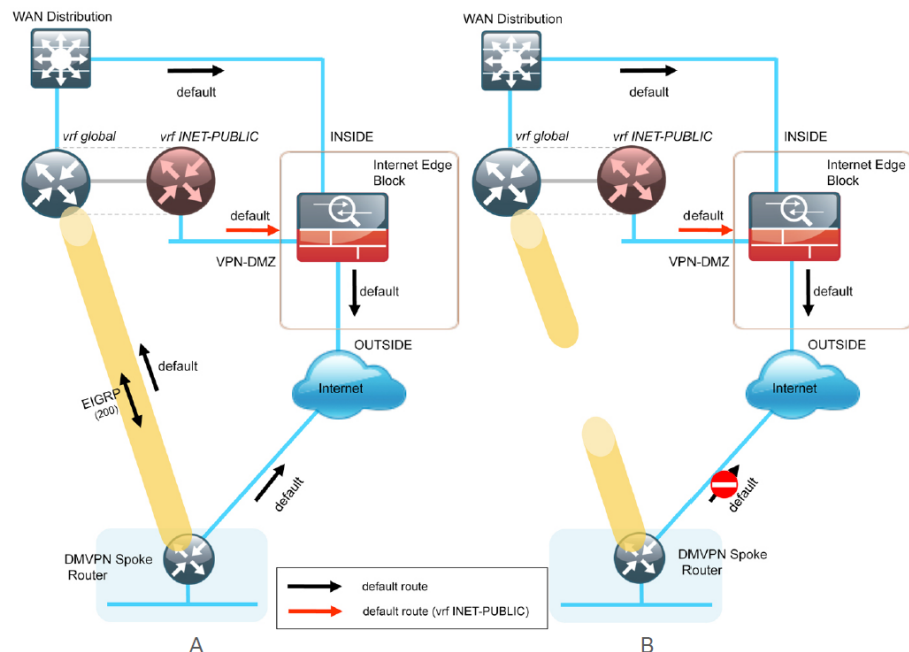 WAN Distribution
default
vrf global
vrf INET-PUBLIC
INSIDE
Internet Edge
Block
default
VPN-DMZ
default
OUTSIDE
Internet
default
EIGRP
(200)
default
DMVPN Spoke
Router
A
WAN Distribution
default
vrf global
vrf INET-PUBLIC
INSIDE
Internet Edge
Block
default
VPN-DMZ
default
OUTSIDE
Internet
default
DMVPN Spoke
Router
B
default route
default route (vrf INET-PUBLIC)